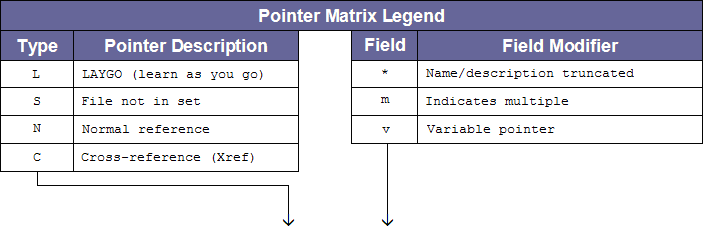 Pointer Matrix Legend
Type Pointer Description Field Field Modifier
L LAYGO (learn as you go) * Name/description truncated
S File not in set m Indicates multiple
N Normal reference v Variable pointer
C Cross-reference (Xref)